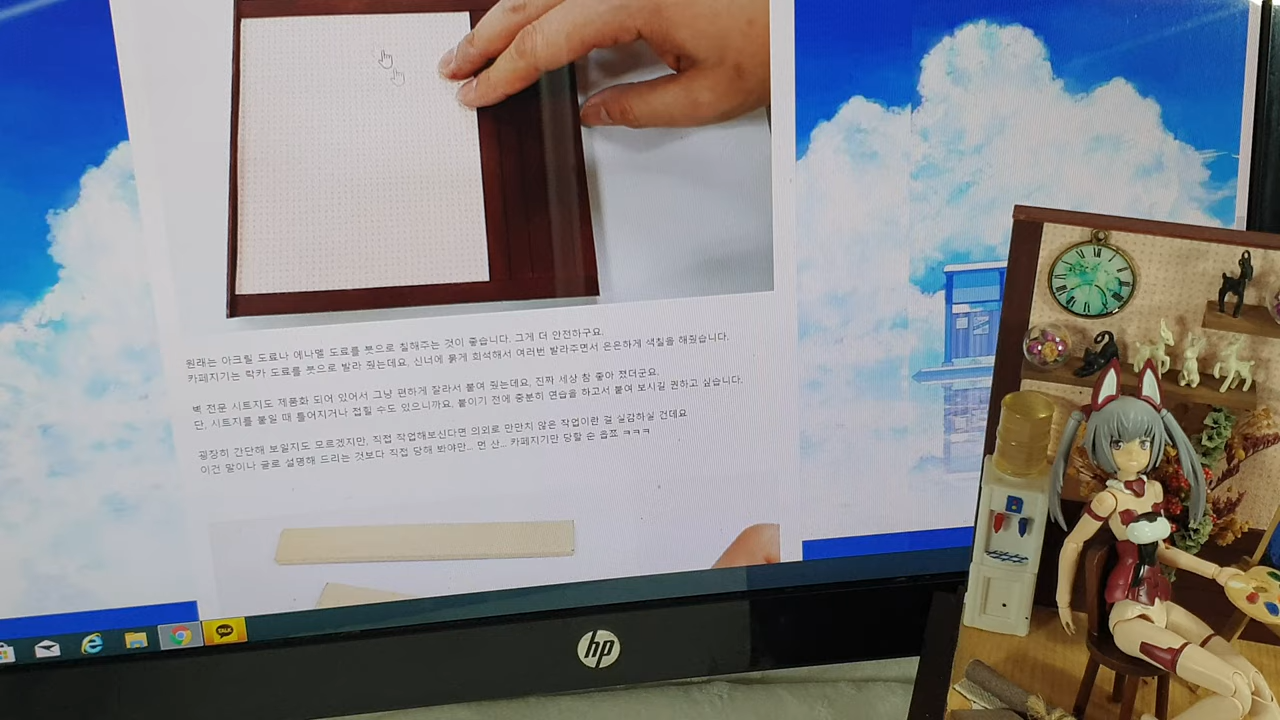 원래는 아크릴 도료나 에나멜 도료를 붓으로 칠해주는 것이 좋습니다. 그게 더 안전하구요.
카페지기는 락카 도료를 붓으로 발라 줬는데요, 신너에 묽게 희석해서 여러번 발라주면서 은은하게 색칠을 해줬습니다.
벽 전문 시트지도 제품화 되어 있어서 그냥 편하게 잘라서 붙여 줬는데요. 진짜 세상 참 좋아 졌더군요.
단, 시트지를 붙일 때 틀어지거나 접힐 수도 있으니까요. 붙이기 전에 충분히 연습을 하고서 붙여 보시길 권하고 싶습니다.
굉장히 간단해 보일지도 모르겠지만, 직접 작업해보신다면 의외로 만만치 않은 작업이란 걸 실감하실 건데요
이건 말이나 글로 설명해 드리는 것보다 직접 당해 봐야만... 먼 산... 카페지기만 당할 순 읍쬬 ㅋㅋㅋ
TALK
hp